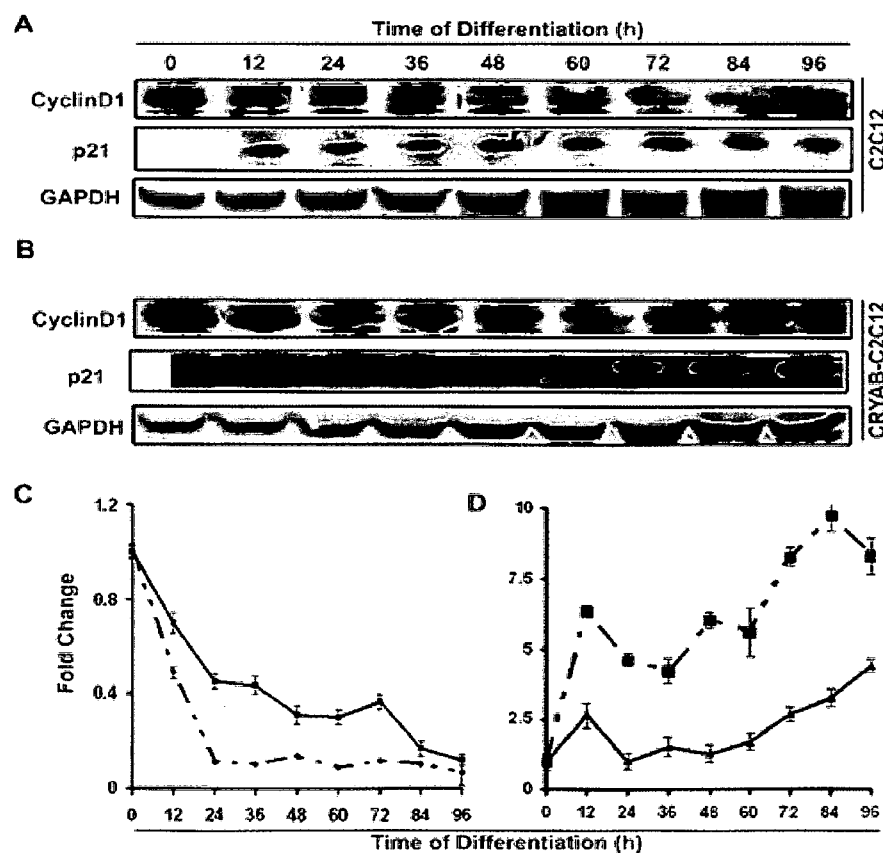 A
Time of Differentiation (h)
0 12 24 36 48 60 72 84 96
CyclinD1
p21
GAPDH
C2C12
B
CyclinD1
p21
GAPDH
CRYAB-C2C12
C
Fold Change
1.2
0.8
0.4
0
0 12 24 36 48 60 72 84 96
D
10
7.5
5
2.5
0
0 12 24 36 48 60 72 84 96
Time of Differentiation (h)